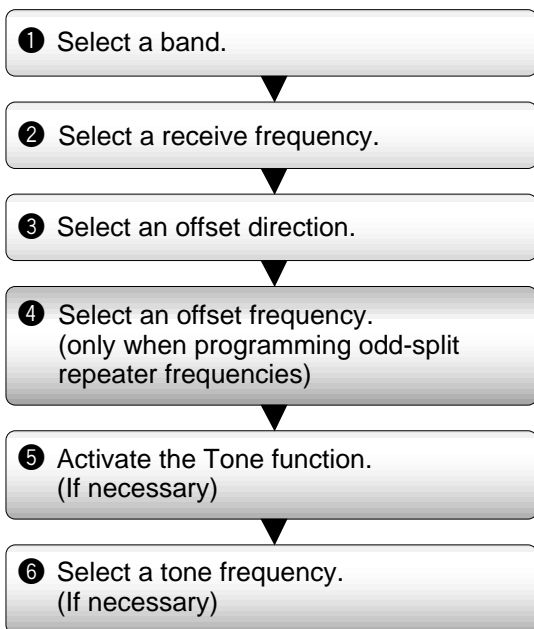 ❶ Select a band.
❷ Select a receive frequency.
❸ Select an offset direction.
❹ Select an offset frequency.
(only when programming odd-split
repeater frequencies)
❺ Activate the Tone function.
(If necessary)
❻ Select a tone frequency.
(If necessary)